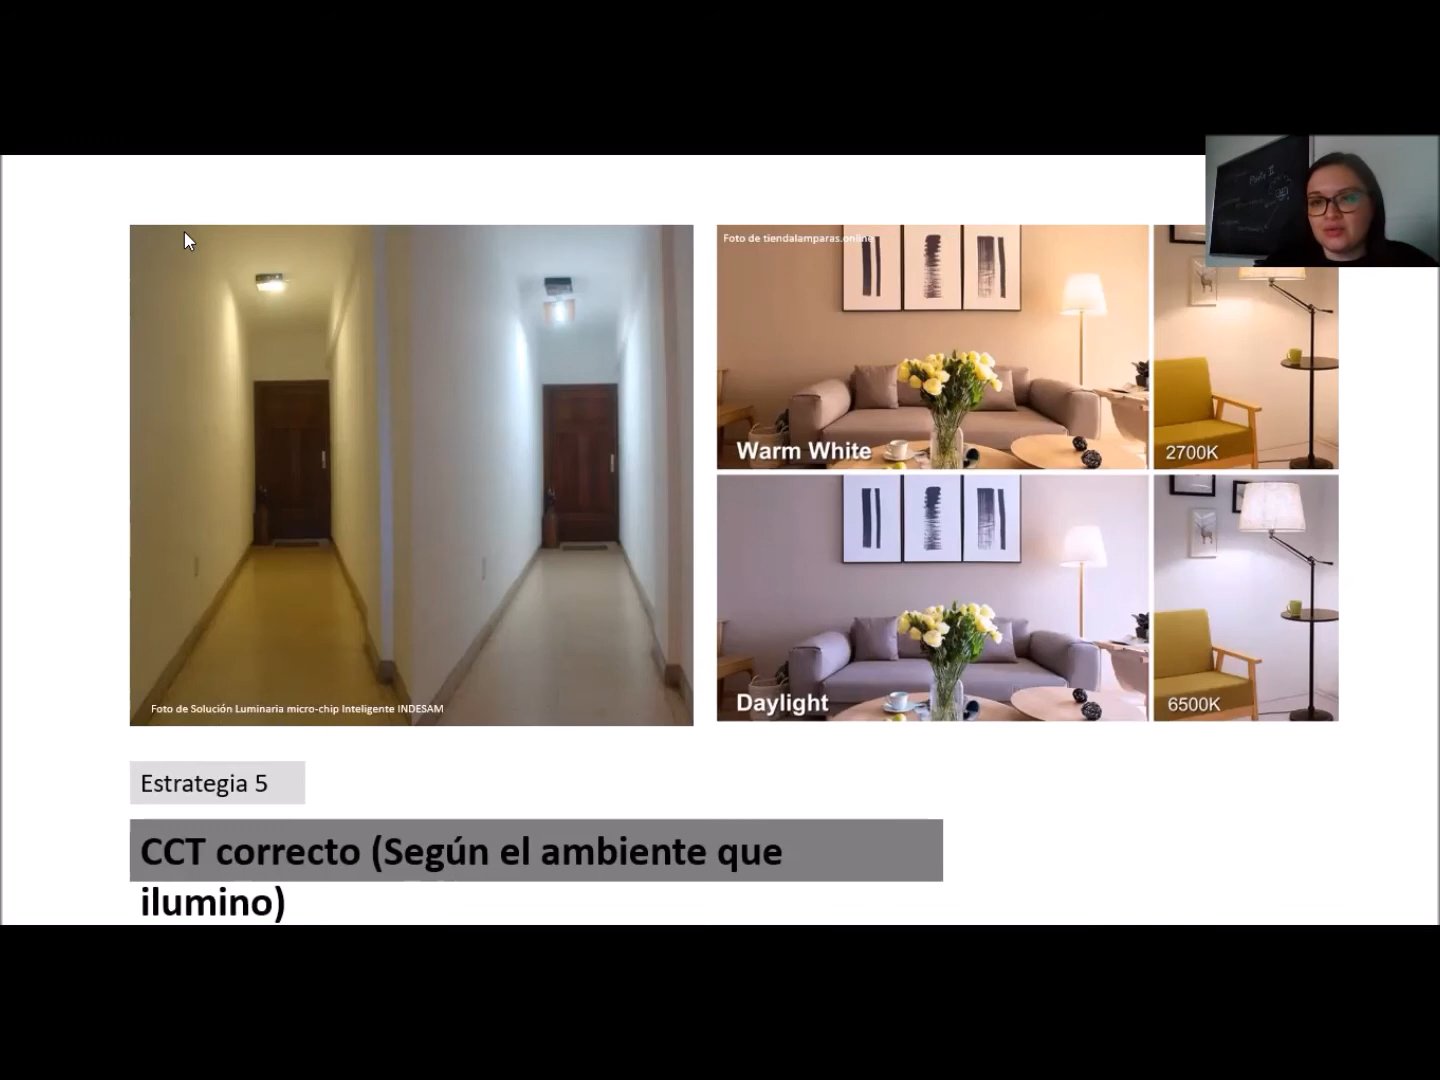 Foto de tiendalamparas.online
Warm White
2700K
Daylight
6500K
Foto de Solución Luminaria micro-chip Inteligente INDESAM
Estrategia 5
CCT correcto (Según el ambiente que
ilumino)